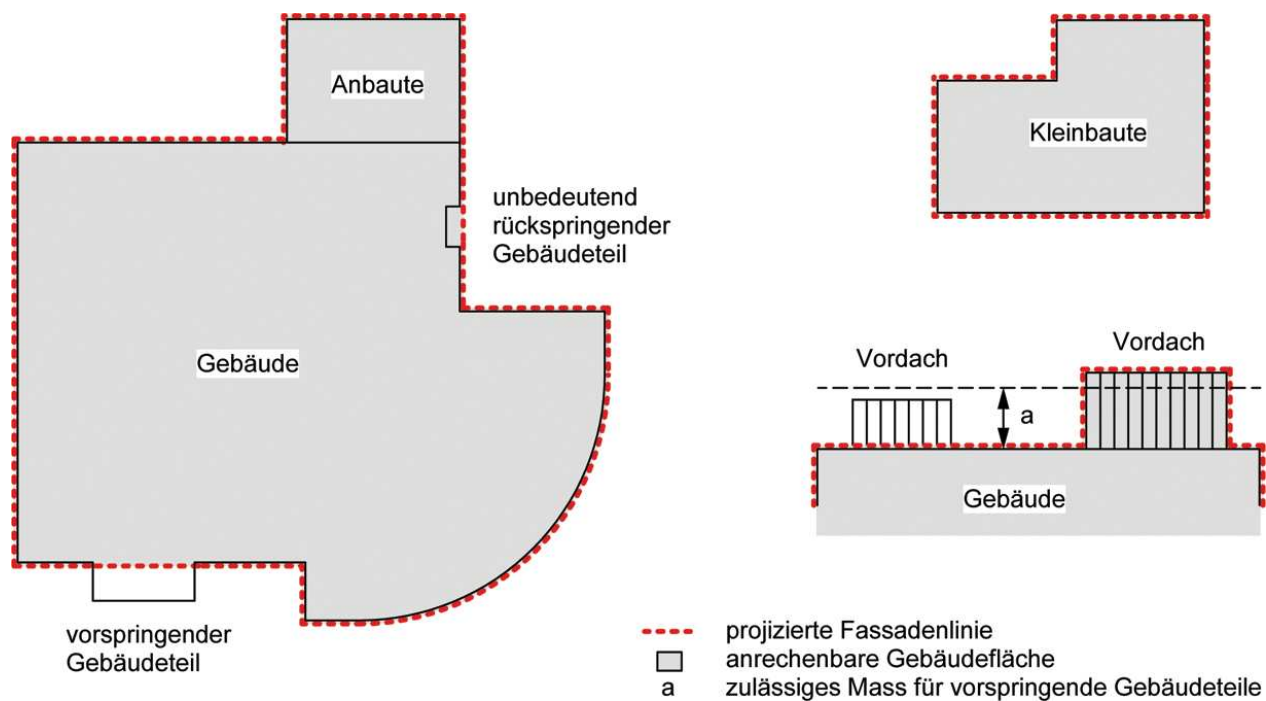 Anbaute
Kleinbaute
unbedeutend
rückspringender
Gebäudeteil
Gebäude
Vordach
Vordach
a
Gebäude
vorspringender
Gebäudeteil
projizierte Fassadenlinie
anrechenbare Gebäudefläche
a zulässiges Mass für vorspringende Gebäudeteile